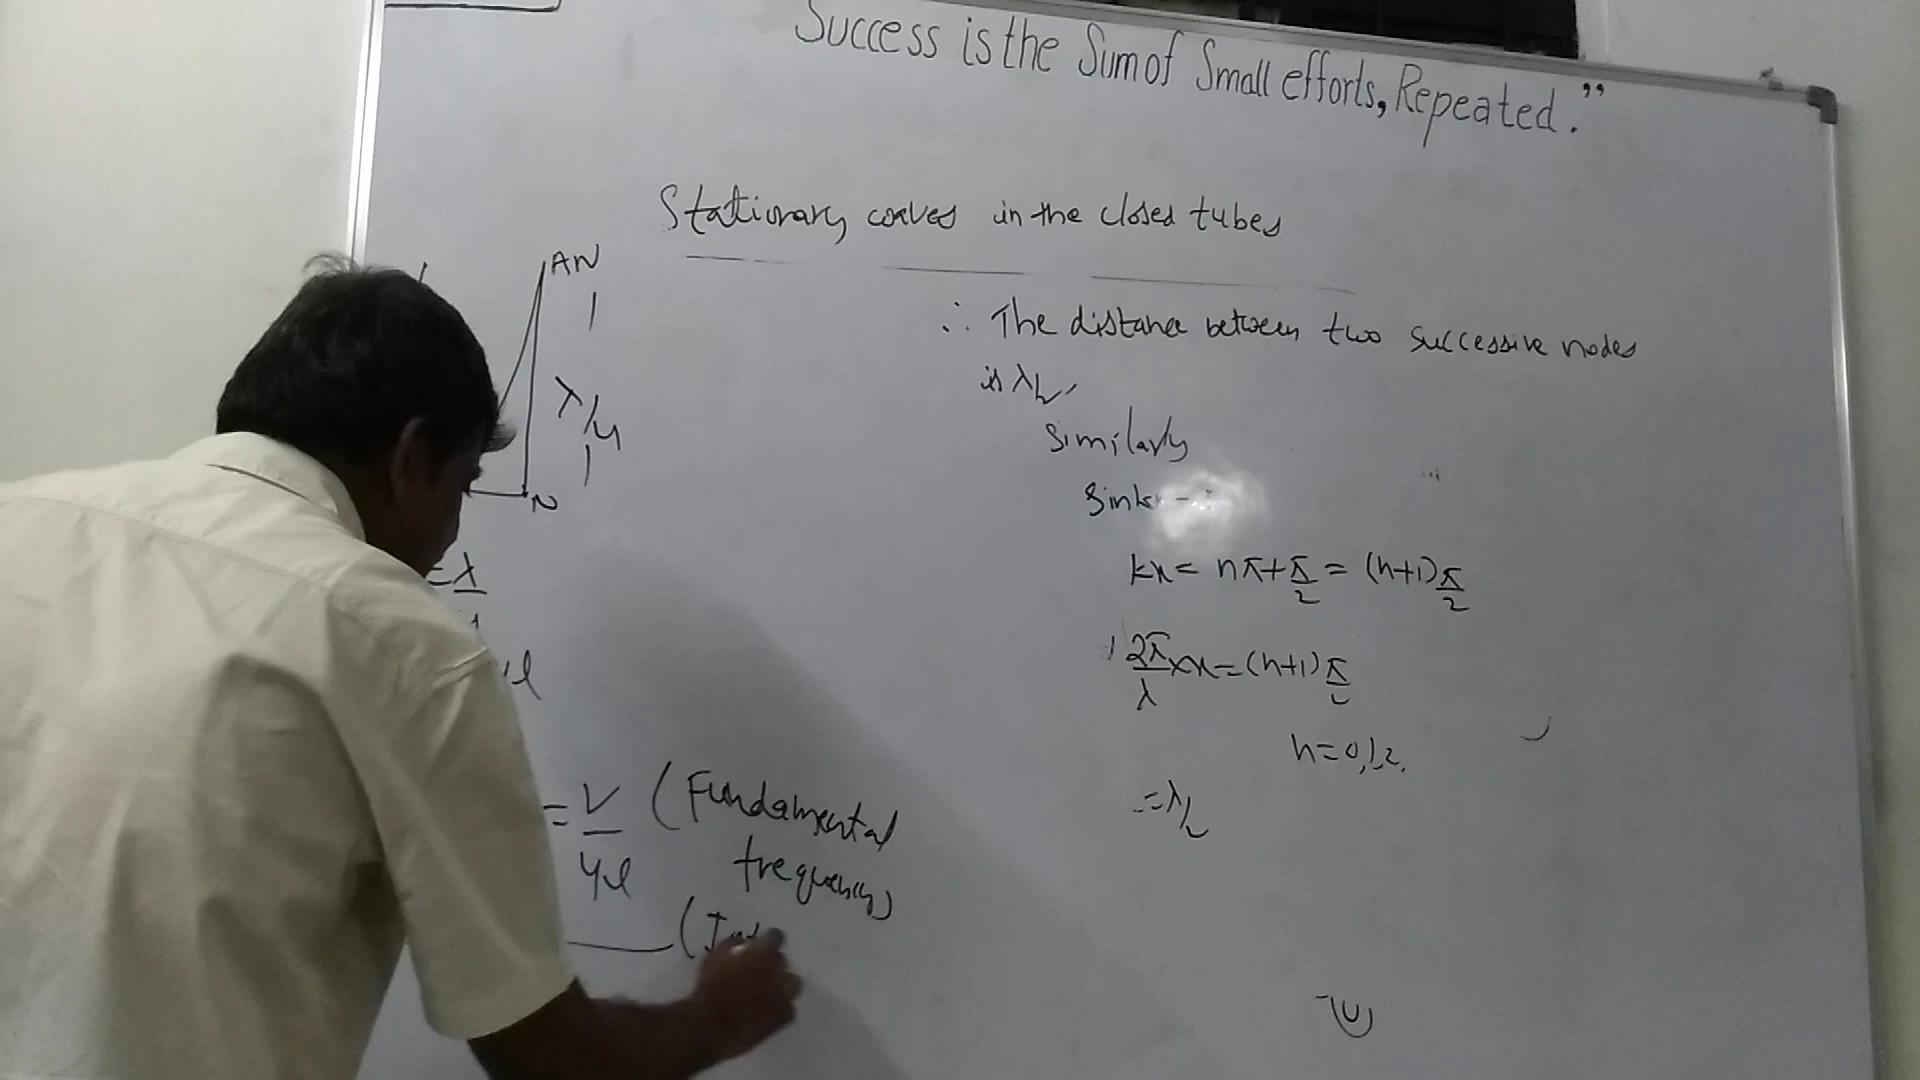 Success is the Sum of Small efforts, Repeated.”
Stationary waves in the closed tubes
AN
λ/4
N
∴ The distance between two successive nodes
is λ/2
Similarly
kx = nπ + π/2 = (n+1)π/2
2π/λ × x = (n+1)π/2
n = 0,1,2,
= λ/2
= λ
l
= V/4l (Fundamental
frequency)